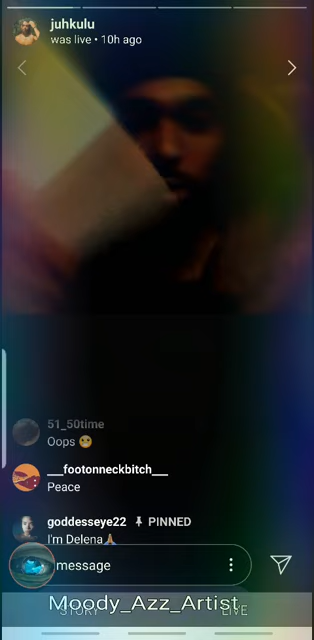 juhkulu
was live • 10h ago
51_50time
Oops 😬
___footonneckbitch___
Peace
goddesseye22 PINNED
I'm Delena🙏🏽
message
Moody_Azz_Artist
STORY LIVE